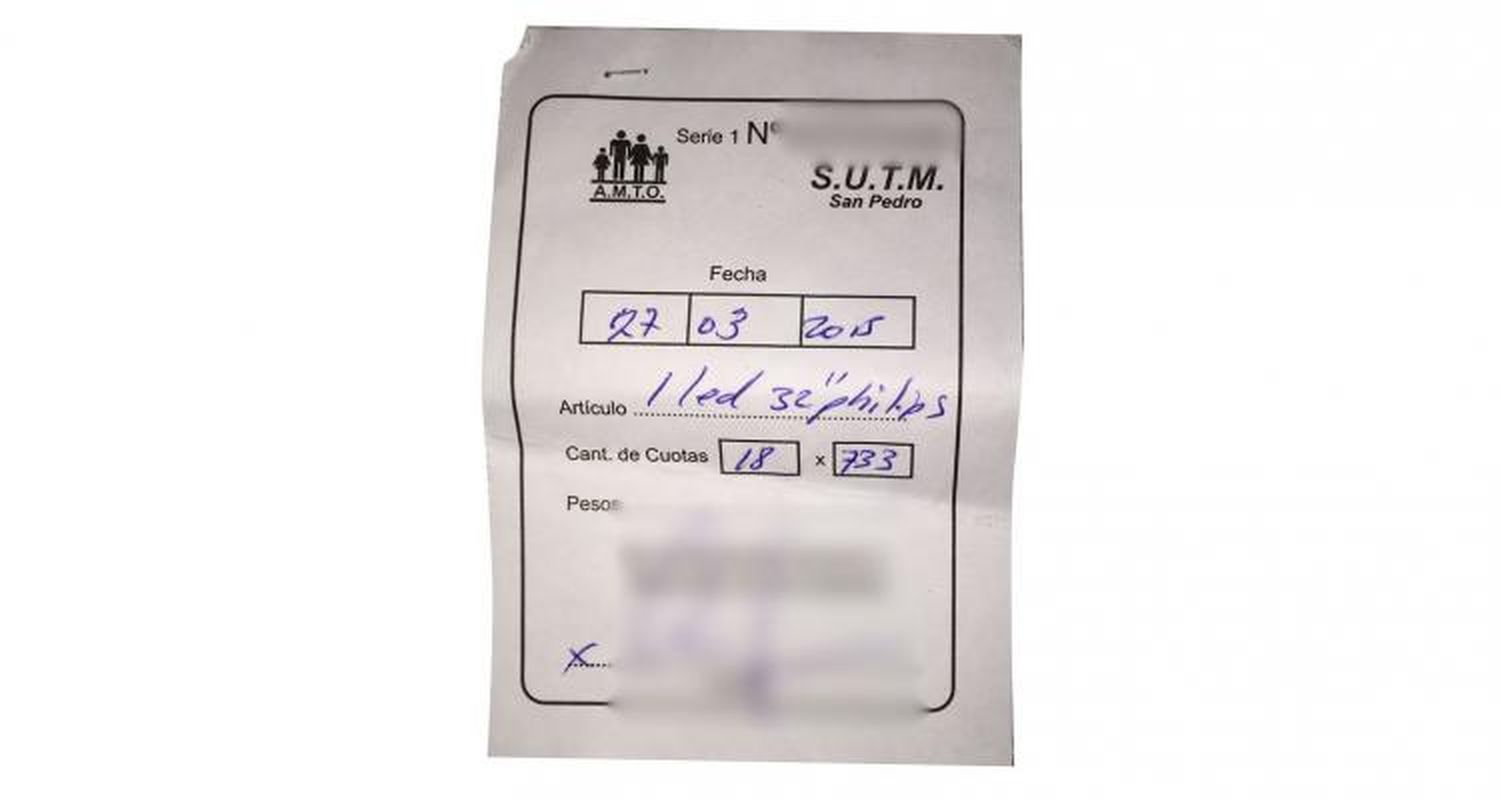 Serie 1 Nº
A.M.T.O.
S.U.T.M.
San Pedro
Fecha
27 03 2015
Artículo 1 led 32" philips
Cant. de Cuotas 18 x 733
Pesos
X